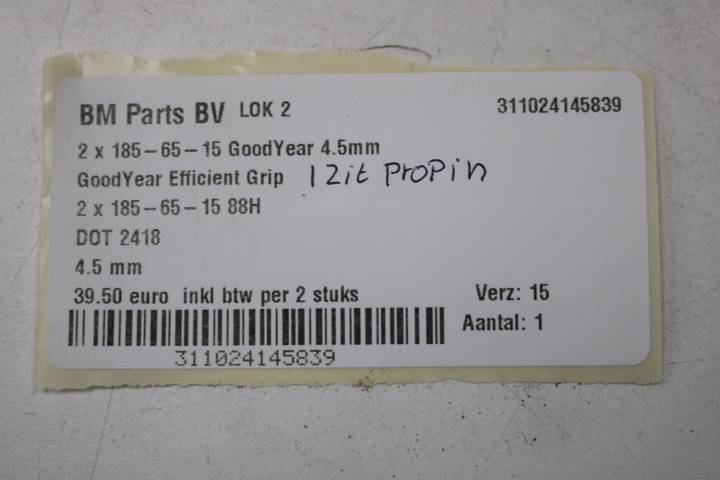 BM Parts BV LOK 2 311024145839
2 x 185-65-15 GoodYear 4.5mm
GoodYear Efficient Grip 1 zit proPin
2 x 185-65-15 88H
DOT 2418
4.5 mm
39.50 euro inkl btw per 2 stuks Verz: 15
Aantal: 1
311024145839